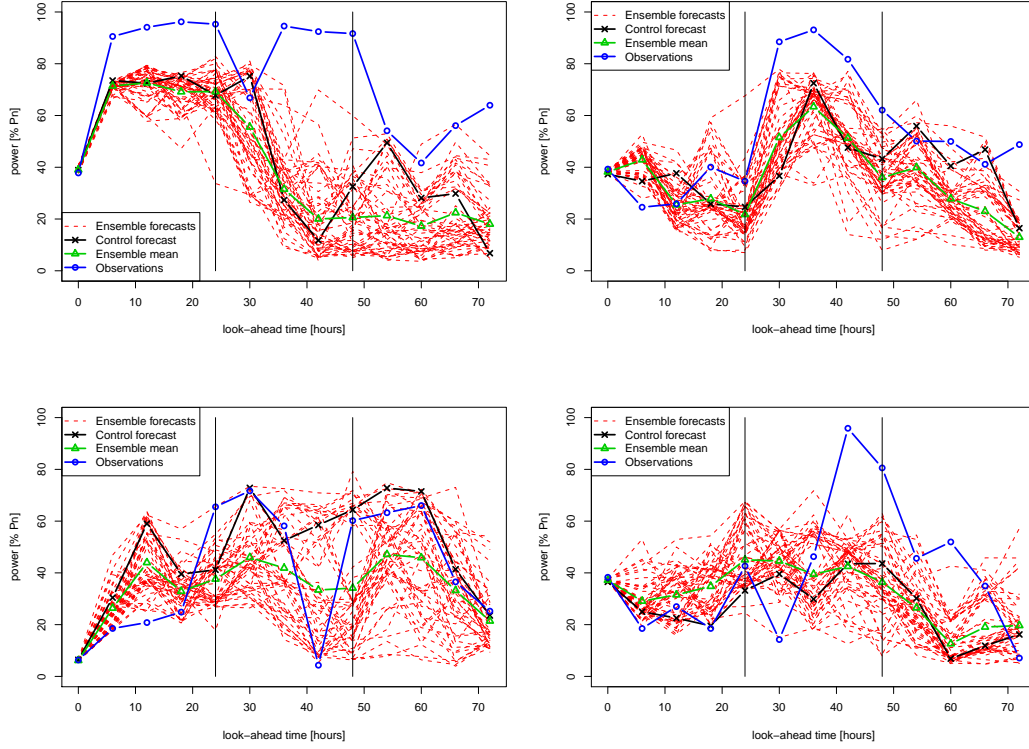 100
80
60
40
20
0
power [% Pn]
Ensemble forecasts
Control forecast
Ensemble mean
Observations
0 10 20 30 40 50 60 70
look−ahead time [hours]
100
80
60
40
20
0
power [% Pn]
Ensemble forecasts
Control forecast
Ensemble mean
Observations
0 10 20 30 40 50 60 70
look−ahead time [hours]
100
80
60
40
20
0
power [% Pn]
Ensemble forecasts
Control forecast
Ensemble mean
Observations
0 10 20 30 40 50 60 70
look−ahead time [hours]
100
80
60
40
20
0
power [% Pn]
Ensemble forecasts
Control forecast
Ensemble mean
Observations
0 10 20 30 40 50 60 70
look−ahead time [hours]